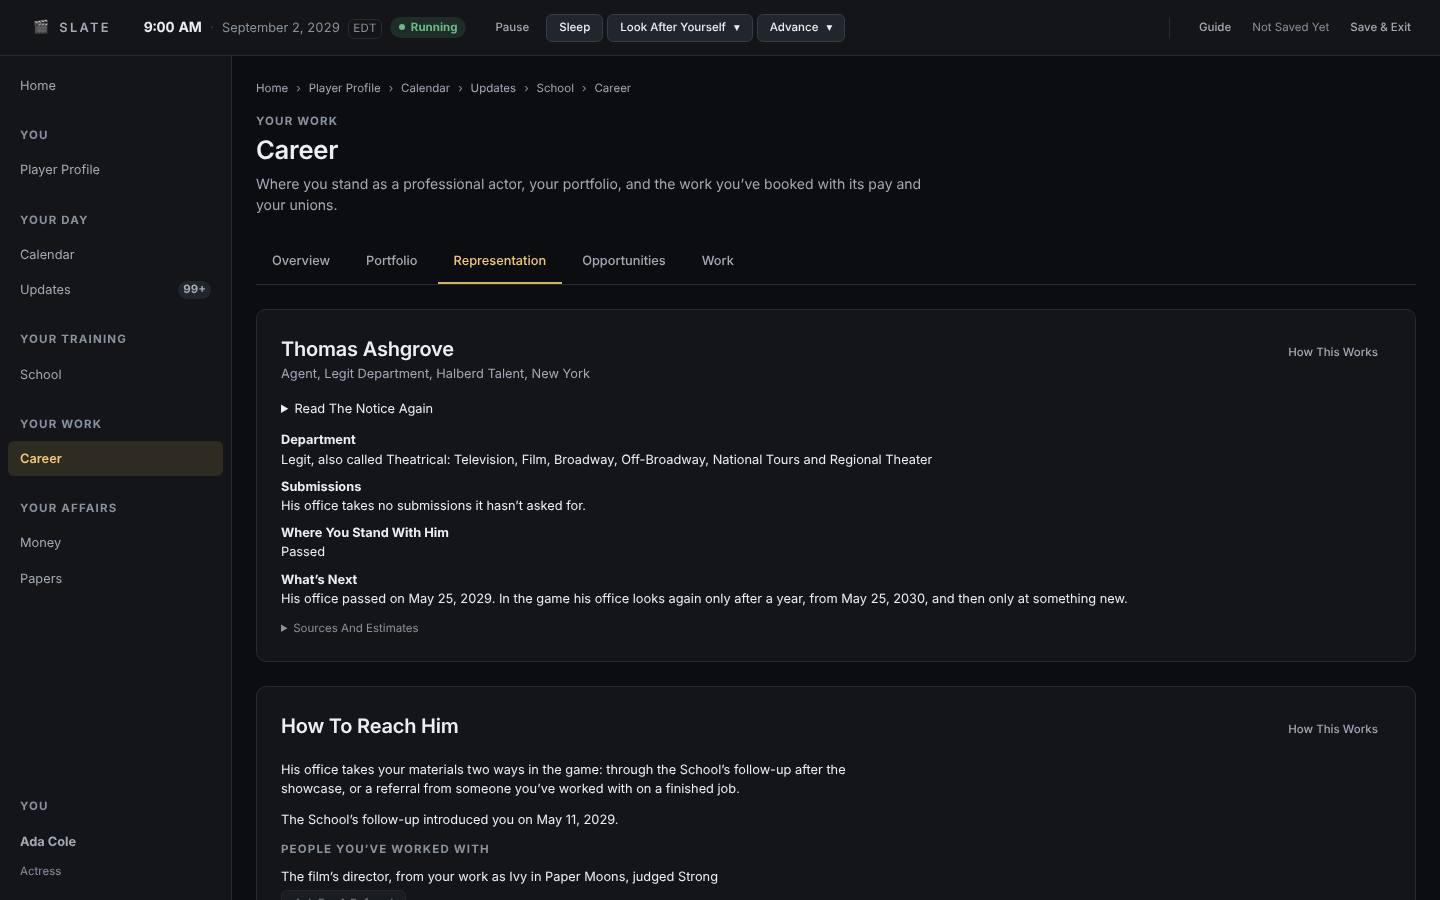 SLATE
9:00 AM · September 2, 2029 EDT Running
Pause
Sleep
Look After Yourself ▾
Advance ▾
Guide
Not Saved Yet
Save & Exit
Home
YOU
Player Profile
YOUR DAY
Calendar
Updates 99+
YOUR TRAINING
School
YOUR WORK
Career
YOUR AFFAIRS
Money
Papers
YOU
Ada Cole
Actress
Home › Player Profile › Calendar › Updates › School › Career
YOUR WORK
Career
Where you stand as a professional actor, your portfolio, and the work you’ve booked with its pay and
your unions.
Overview
Portfolio
Representation
Opportunities
Work
Thomas Ashgrove
How This Works
Agent, Legit Department, Halberd Talent, New York
▶ Read The Notice Again
Department
Legit, also called Theatrical: Television, Film, Broadway, Off-Broadway, National Tours and Regional Theater
Submissions
His office takes no submissions it hasn’t asked for.
Where You Stand With Him
Passed
What’s Next
His office passed on May 25, 2029. In the game his office looks again only after a year, from May 25, 2030, and then only at something new.
▶ Sources And Estimates
How To Reach Him
How This Works
His office takes your materials two ways in the game: through the School’s follow-up after the
showcase, or a referral from someone you’ve worked with on a finished job.
The School’s follow-up introduced you on May 11, 2029.
PEOPLE YOU’VE WORKED WITH
The film’s director, from your work as Ivy in Paper Moons, judged Strong